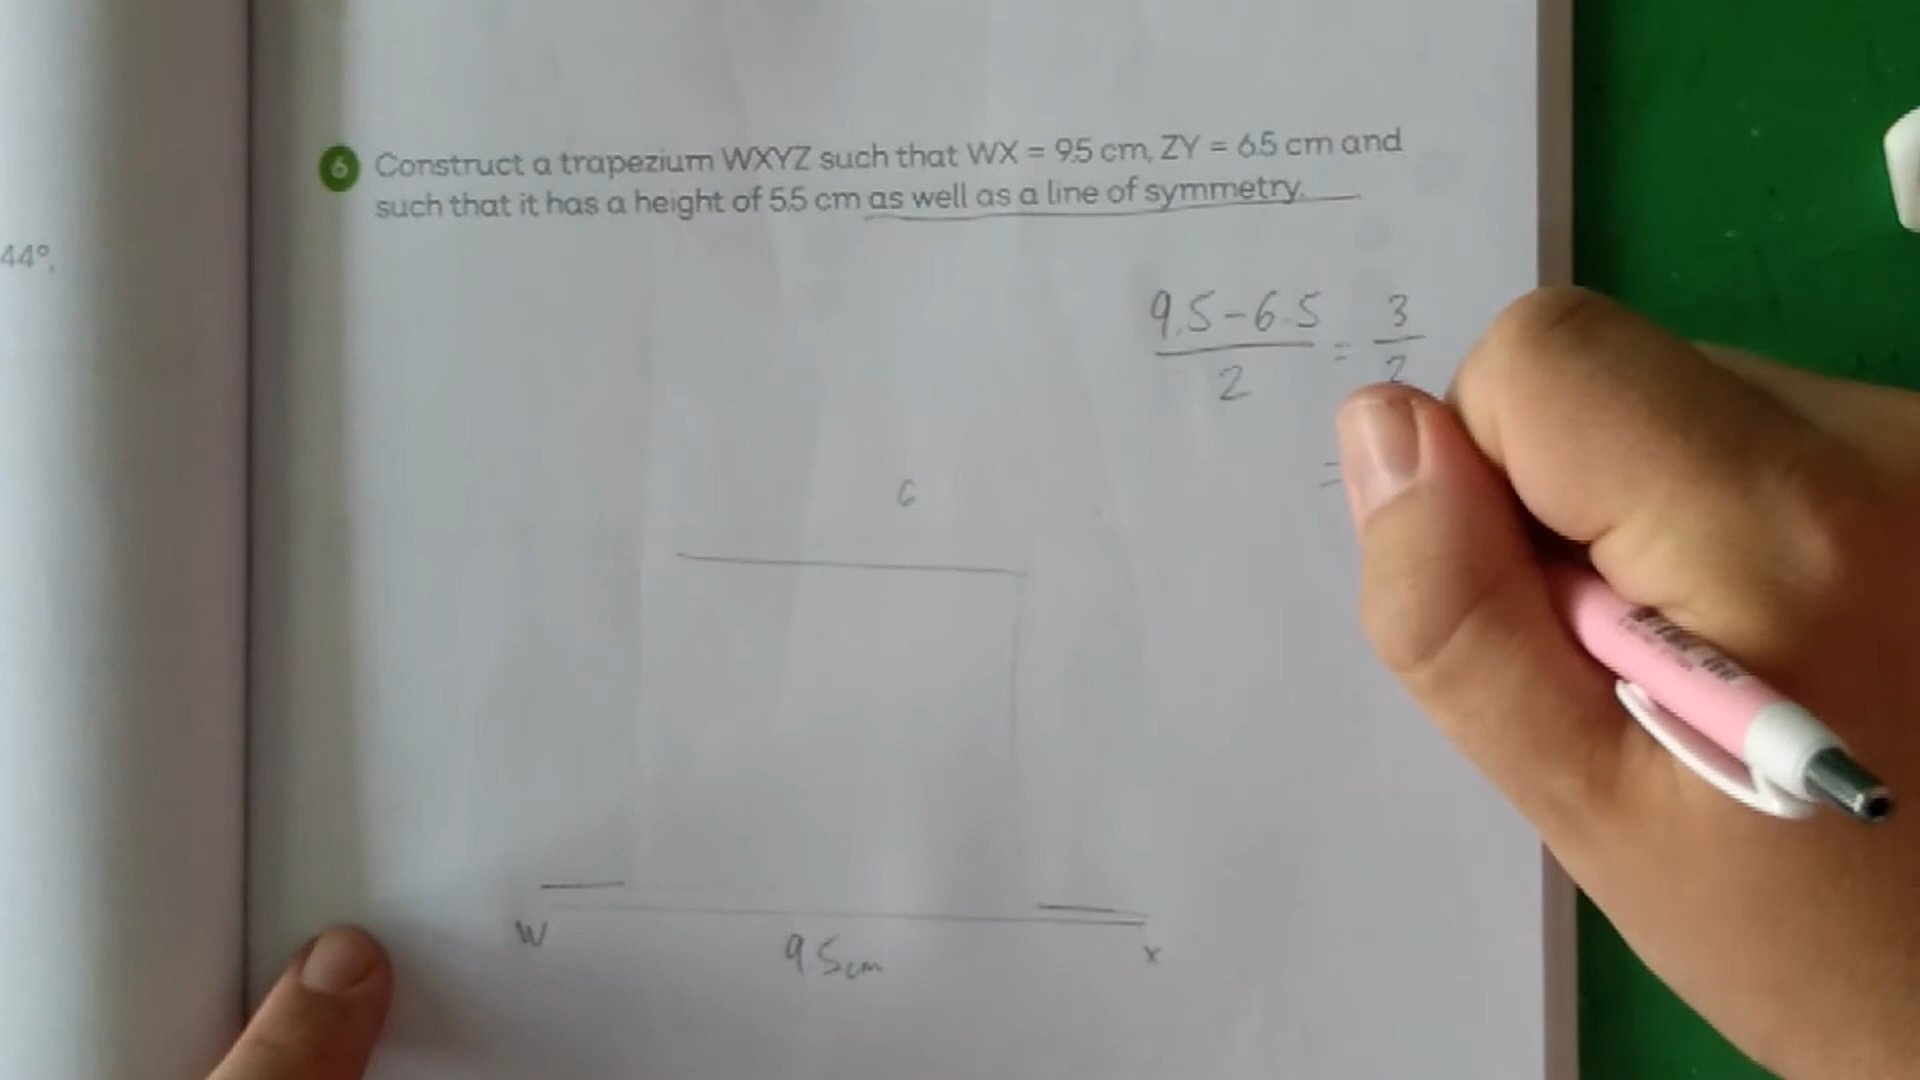 6 Construct a trapezium WXYZ such that WX = 9.5 cm, ZY = 6.5 cm and
such that it has a height of 5.5 cm as well as a line of symmetry.
44°,
9.5-6.5 = 3
2 2
=
6
W X
9.5cm